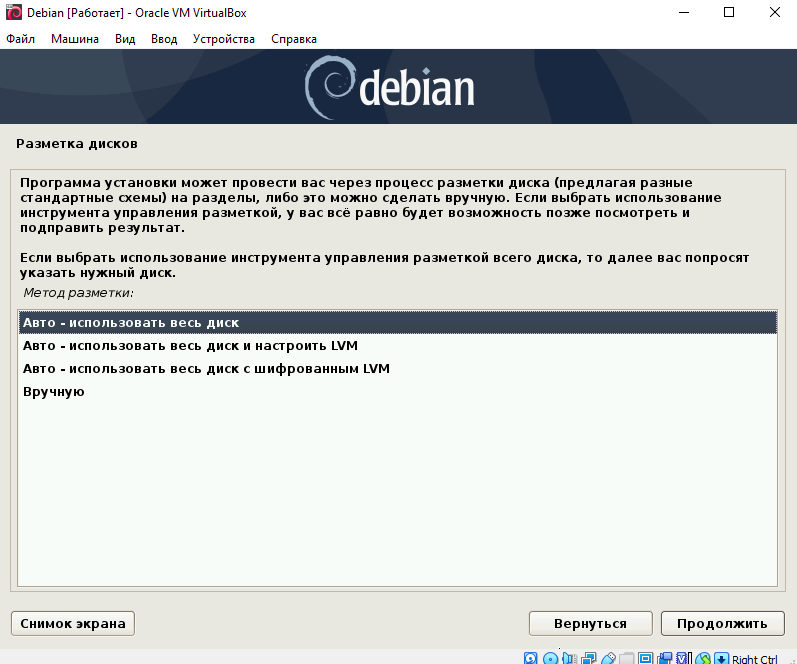 Debian [Работает] - Oracle VM VirtualBox
Файл Машина Вид Ввод Устройства Справка
debian
Разметка дисков
Программа установки может провести вас через процесс разметки диска (предлагая разные
стандартные схемы) на разделы, либо это можно сделать вручную. Если выбрать использование
инструмента управления разметкой, у вас всё равно будет возможность позже посмотреть и
подправить результат.
Если выбрать использование инструмента управления разметкой всего диска, то далее вас попросят
указать нужный диск.
Метод разметки:
Авто - использовать весь диск
Авто - использовать весь диск и настроить LVM
Авто - использовать весь диск с шифрованным LVM
Вручную
Снимок экрана Вернуться Продолжить
Right Ctrl